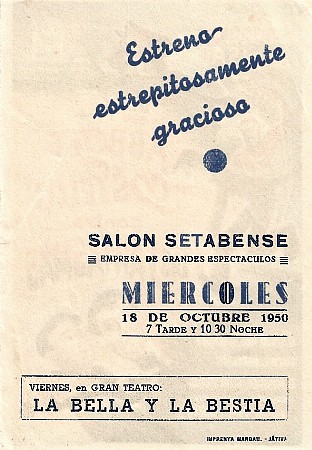 Estreno
estrepitosamente
gracioso
SALON SETABENSE
EMPRESA DE GRANDES ESPECTACULOS
MIERCOLES
18 DE OCTUBRE 1950
7 TARDE Y 10 30 NOCHE
VIERNES, en GRAN TEATRO:
LA BELLA Y LA BESTIA
IMPRENTA MARGAL. - JÁTIVA